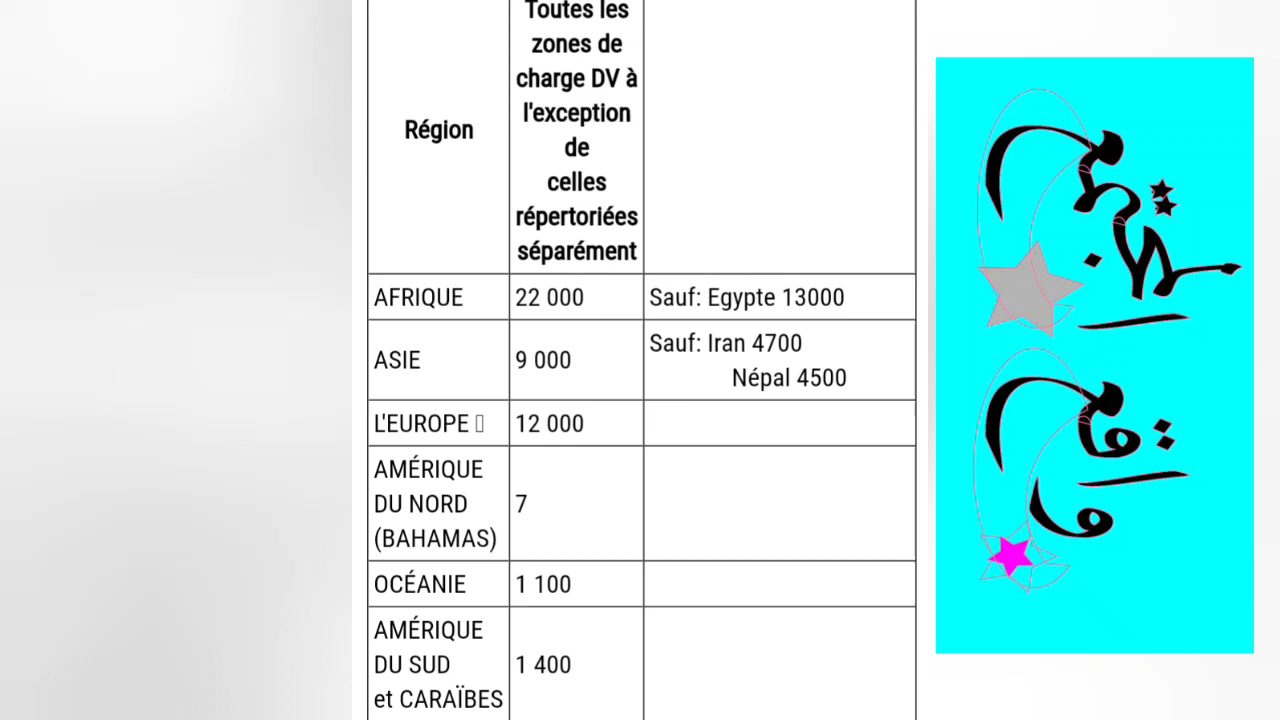 Région
Toutes les
zones de
charge DV à
l'exception
de
celles
répertoriées
séparément
AFRIQUE
22 000
Sauf: Egypte 13000
ASIE
9 000
Sauf: Iran 4700
Népal 4500
L'EUROPE
12 000
AMÉRIQUE
DU NORD
(BAHAMAS)
7
OCÉANIE
1 100
AMÉRIQUE
DU SUD
et CARAÏBES
1 400